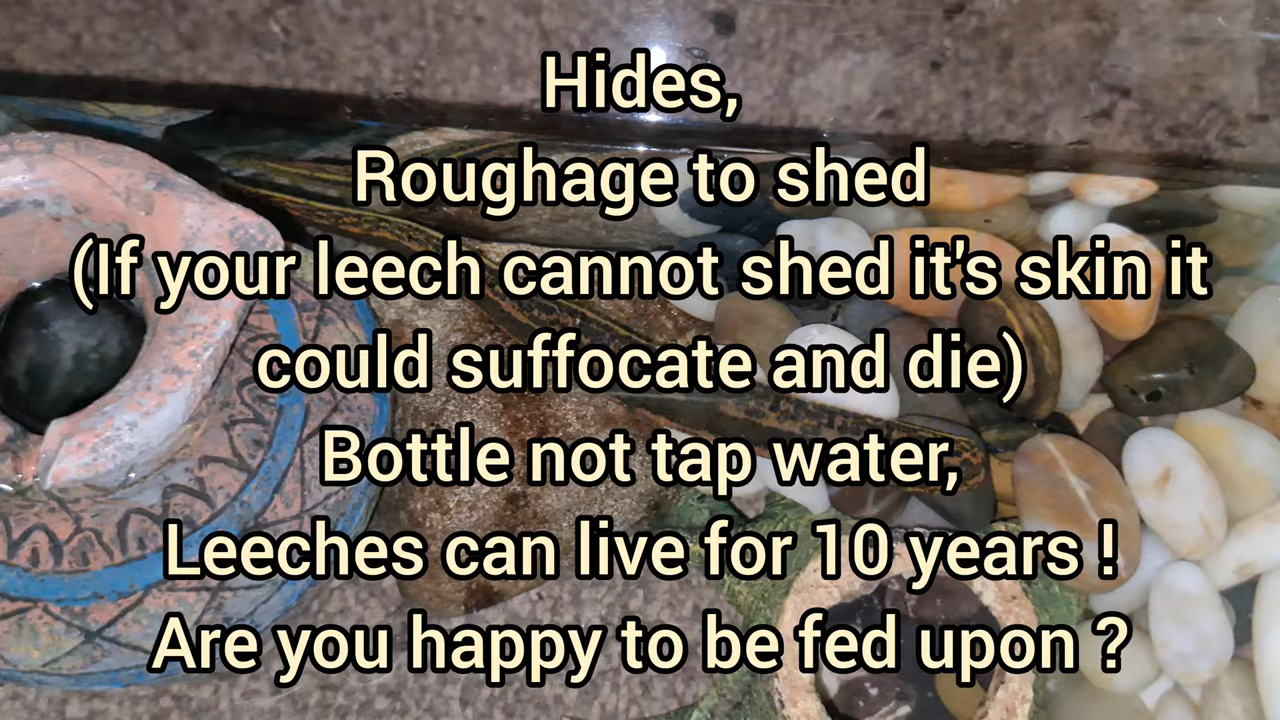 Hides,
Roughage to shed
(If your leech cannot shed it's skin it
could suffocate and die)
Bottle not tap water,
Leeches can live for 10 years !
Are you happy to be fed upon ?